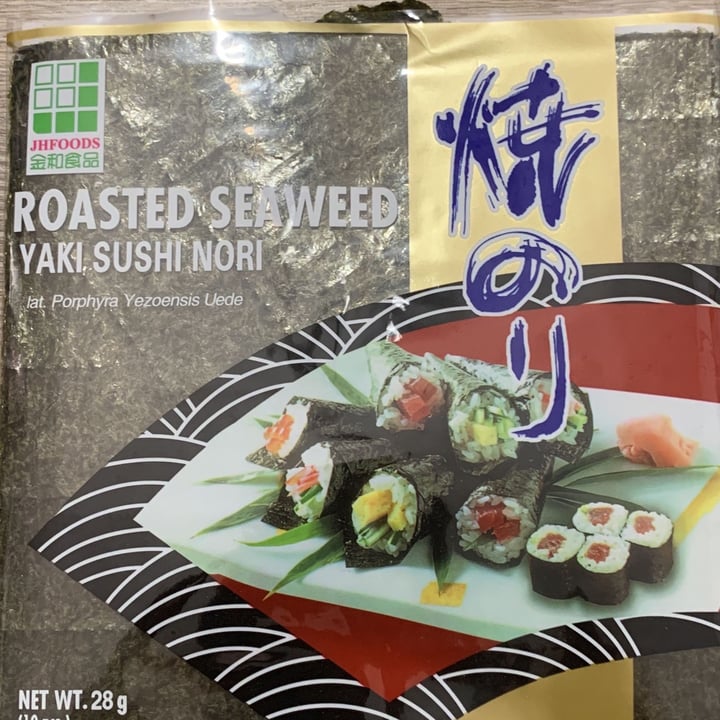 JHFOODS
金和食品
ROASTED SEAWEED
YAKI SUSHI NORI
lat. Porphyra Yezoensis Uede
焼のり
NET WT. 28 g